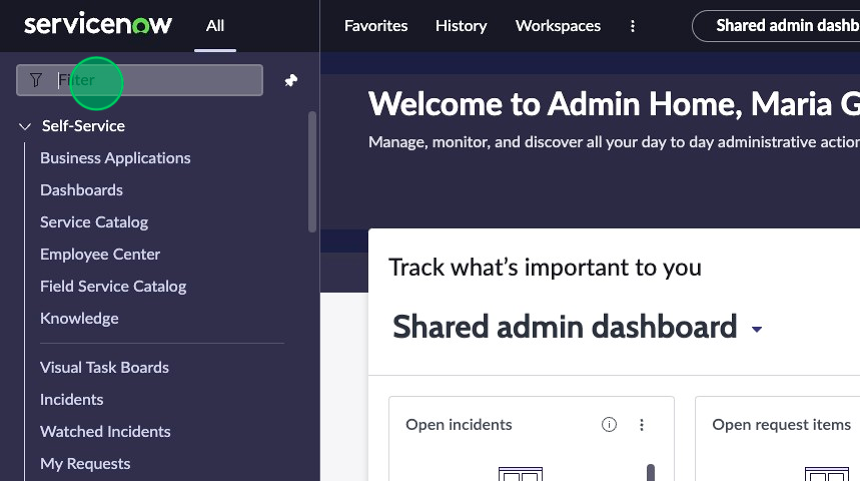 servicenow
All
Favorites
History
Workspaces
Shared admin dashb
Filter
Self-Service
Business Applications
Dashboards
Service Catalog
Employee Center
Field Service Catalog
Knowledge
Visual Task Boards
Incidents
Watched Incidents
My Requests
Welcome to Admin Home, Maria G
Manage, monitor, and discover all your day to day administrative action
Track what’s important to you
Shared admin dashboard
Open incidents
Open request items